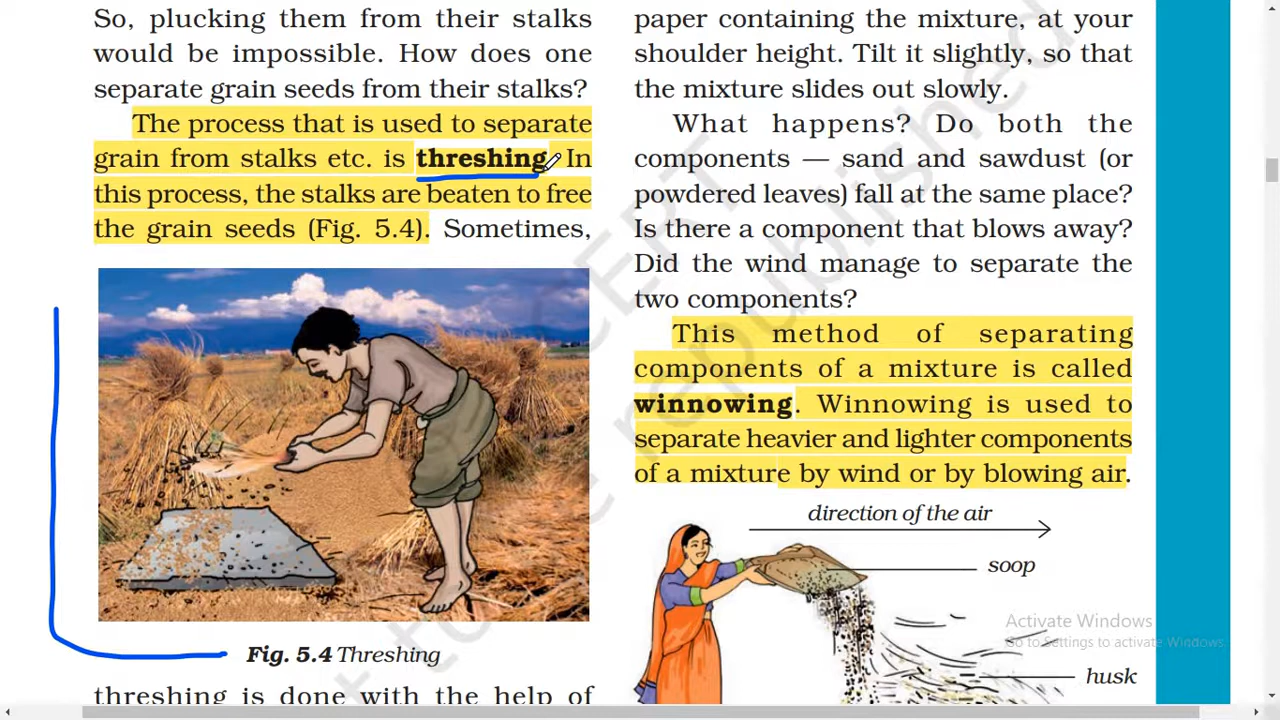 So, plucking them from their stalks
would be impossible. How does one
separate grain seeds from their stalks?
The process that is used to separate
grain from stalks etc. is threshing. In
this process, the stalks are beaten to free
the grain seeds (Fig. 5.4). Sometimes,
Fig. 5.4 Threshing
threshing is done with the help of
paper containing the mixture, at your
shoulder height. Tilt it slightly, so that
the mixture slides out slowly.
What happens? Do both the
components — sand and sawdust (or
powdered leaves) fall at the same place?
Is there a component that blows away?
Did the wind manage to separate the
two components?
This method of separating
components of a mixture is called
winnowing. Winnowing is used to
separate heavier and lighter components
of a mixture by wind or by blowing air.
direction of the air
soop
husk
Activate Windows
Go to Settings to activate Windows.